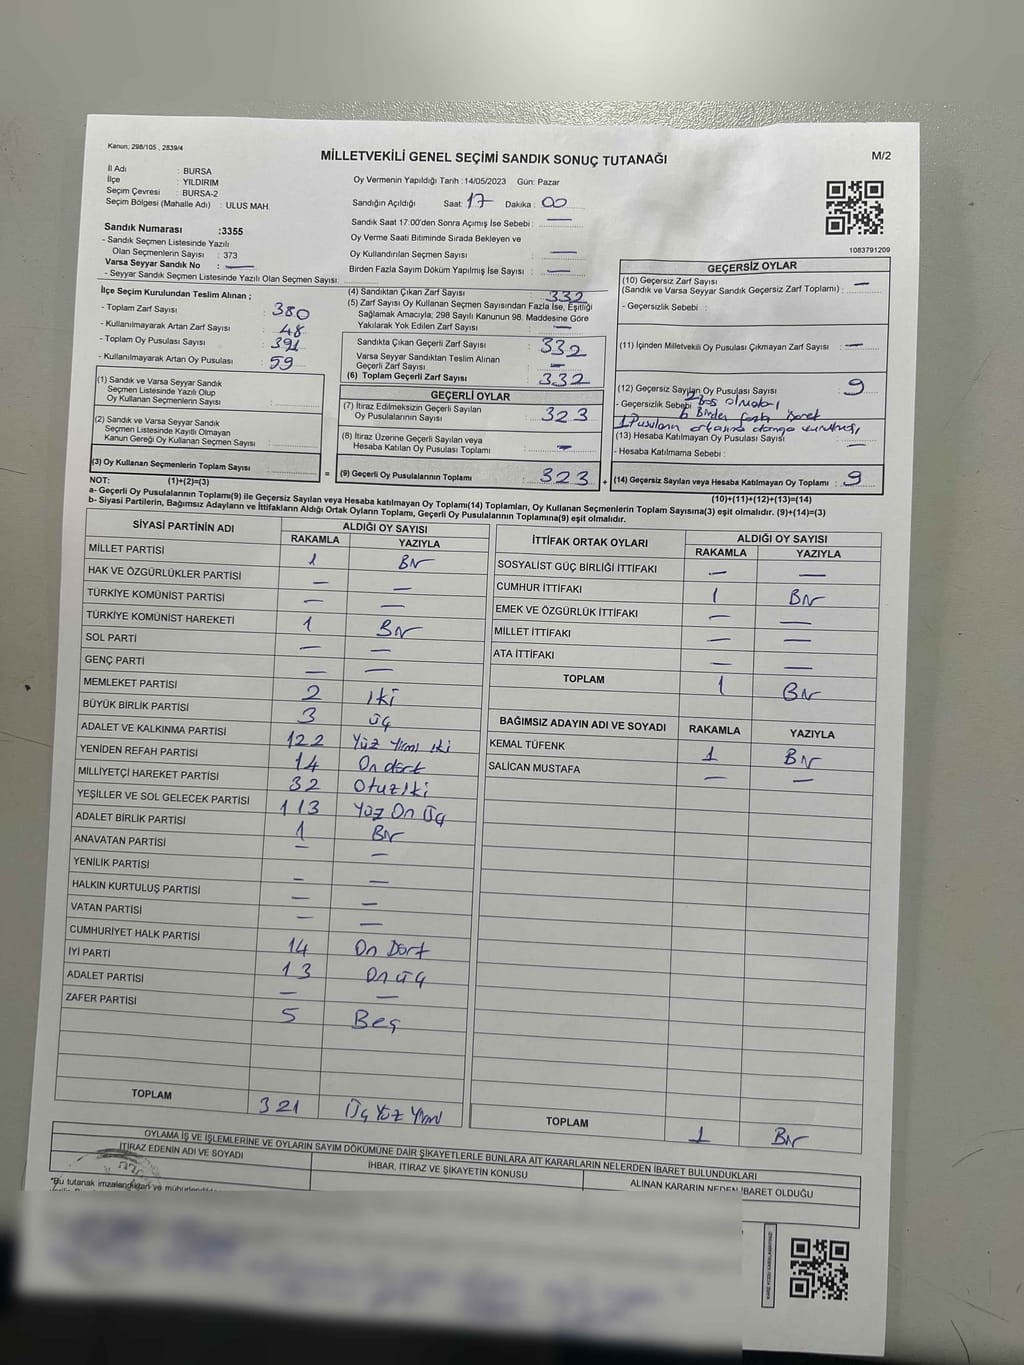 Kanun; 298/105 , 2839/4
MİLLETVEKİLİ GENEL SEÇİMİ SANDIK SONUÇ TUTANAĞI
M/2
İl Adı : BURSA
İlçe : YILDIRIM
Seçim Çevresi : BURSA-2
Seçim Bölgesi (Mahalle Adı) : ULUS MAH.
Oy Vermenin Yapıldığı Tarih : 14/05/2023 Gün: Pazar
Sandığın Açıldığı Saat: 17 Dakika : 00
Sandık Saat 17:00'den Sonra Açımış İse Sebebi : —
Oy Verme Saati Bitiminde Sırada Bekleyen ve
Oy Kullandırılan Seçmen Sayısı : —
Birden Fazla Sayım Döküm Yapılmış İse Sayısı : —
1083791209
Sandık Numarası :3355
- Sandık Seçmen Listesinde Yazılı
Olan Seçmenlerin Sayısı : 373
Varsa Seyyar Sandık No : —
- Seyyar Sandık Seçmen Listesinde Yazılı Olan Seçmen Sayısı:
İlçe Seçim Kurulundan Teslim Alınan ;
- Toplam Zarf Sayısı : 380
- Kullanılmayarak Artan Zarf Sayısı : 48
- Toplam Oy Pusulası Sayısı : 391
- Kullanılmayarak Artan Oy Pusulası : 59
(1) Sandık ve Varsa Seyyar Sandık
Seçmen Listesinde Yazılı Olup
Oy Kullanan Seçmenlerin Sayısı :
(2) Sandık ve Varsa Seyyar Sandık
Seçmen Listesinde Kayıtlı Olmayan
Kanun Gereği Oy Kullanan Seçmen Sayısı :
(3) Oy Kullanan Seçmenlerin Toplam Sayısı :
(4) Sandıktan Çıkan Zarf Sayısı : 332
(5) Zarf Sayısı Oy Kullanan Seçmen Sayısından Fazla İse, Eşitliği
Sağlamak Amacıyla, 298 Sayılı Kanunun 98. Maddesine Göre
Yakılarak Yok Edilen Zarf Sayısı : —
Sandıkta Çıkan Geçerli Zarf Sayısı : 332
Varsa Seyyar Sandıktan Teslim Alınan
Geçerli Zarf Sayısı : —
(6) Toplam Geçerli Zarf Sayısı : 332
GEÇERLİ OYLAR
(7) İtiraz Edilmeksizin Geçerli Sayılan
Oy Pusulalarının Sayısı : 323
(8) İtiraz Üzerine Geçerli Sayılan veya
Hesaba Katılan Oy Pusulası Toplamı : —
= (9) Geçerli Oy Pusulalarının Toplamı : 323 +
GEÇERSİZ OYLAR
(10) Geçersiz Zarf Sayısı
(Sandık ve Varsa Seyyar Sandık Geçersiz Zarf Toplamı) : —
- Geçersizlik Sebebi :
(11) İçinden Milletvekili Oy Pusulası Çıkmayan Zarf Sayısı : —
(12) Geçersiz Sayılan Oy Pusulası Sayısı : 9
- Geçersizlik Sebebi
(13) Hesaba Katılmayan Oy Pusulası Sayısı : —
- Hesaba Katılmama Sebebi :
(14) Geçersiz Sayılan veya Hesaba Katılmayan Oy Toplamı : 9
NOT: (1)+(2)=(3)
(10)+(11)+(12)+(13)=(14)
a- Geçerli Oy Pusulalarının Toplamı(9) ile Geçersiz Sayılan veya Hesaba katılmayan Oy Toplamı(14) Toplamları, Oy Kullanan Seçmenlerin Toplam Sayısına(3) eşit olmalıdır. (9)+(14)=(3)
b- Siyasi Partilerin, Bağımsız Adayların ve İttifakların Aldığı Ortak Oyların Toplamı, Geçerli Oy Pusulalarının Toplamına(9) eşit olmalıdır.
SİYASİ PARTİNİN ADI ALDIĞI OY SAYISI
RAKAMLA YAZIYLA
MİLLET PARTİSİ 1 Bir
HAK VE ÖZGÜRLÜKLER PARTİSİ — —
TÜRKİYE KOMÜNİST PARTİSİ — —
TÜRKİYE KOMÜNİST HAREKETİ 1 Bir
SOL PARTİ — —
GENÇ PARTİ — —
MEMLEKET PARTİSİ 2 İki
BÜYÜK BİRLİK PARTİSİ 3 üç
ADALET VE KALKINMA PARTİSİ 122 Yüz Yirmi iki
YENİDEN REFAH PARTİSİ 14 On dört
MİLLİYETÇİ HAREKET PARTİSİ 32 Otuz İki
YEŞİLLER VE SOL GELECEK PARTİSİ 113 Yüz On üç
ADALET BİRLİK PARTİSİ 1 Bir
ANAVATAN PARTİSİ — —
YENİLİK PARTİSİ — —
HALKIN KURTULUŞ PARTİSİ — —
VATAN PARTİSİ — —
CUMHURİYET HALK PARTİSİ 14 On Dört
İYİ PARTİ 13 On üç
ADALET PARTİSİ — —
ZAFER PARTİSİ 5 Beş
TOPLAM 321 Üç Yüz Yirmi
İTTİFAK ORTAK OYLARI ALDIĞI OY SAYISI
RAKAMLA YAZIYLA
SOSYALİST GÜÇ BİRLİĞİ İTTİFAKI — —
CUMHUR İTTİFAKI 1 Bir
EMEK VE ÖZGÜRLÜK İTTİFAKI — —
MİLLET İTTİFAKI — —
ATA İTTİFAKI — —
TOPLAM 1 Bir
BAĞIMSIZ ADAYIN ADI VE SOYADI RAKAMLA YAZIYLA
KEMAL TÜFENK 1 Bir
SALİCAN MUSTAFA — —
TOPLAM 1 Bir
OYLAMA İŞ VE İŞLEMLERİNE VE OYLARIN SAYIM DÖKÜMÜNE DAİR ŞİKAYETLERLE BUNLARA AİT KARARLARIN NELERDEN İBARET BULUNDUKLARI
İTİRAZ EDENİN ADI VE SOYADI
İHBAR, İTİRAZ VE ŞİKAYETİN KONUSU
ALINAN KARARIN NEDEN İBARET OLDUĞU
"Bu tutanak imzalandıktan ve